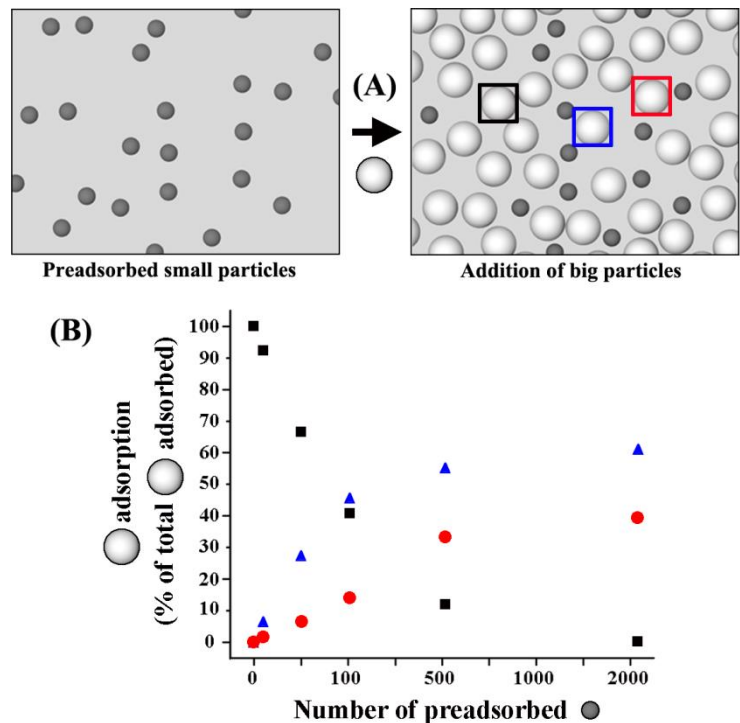 (A)
Preadsorbed small particles
Addition of big particles
(B)
adsorption
(% of total adsorbed)
100
90
80
70
60
50
40
30
20
10
0
0
100
500
1000
2000
Number of preadsorbed